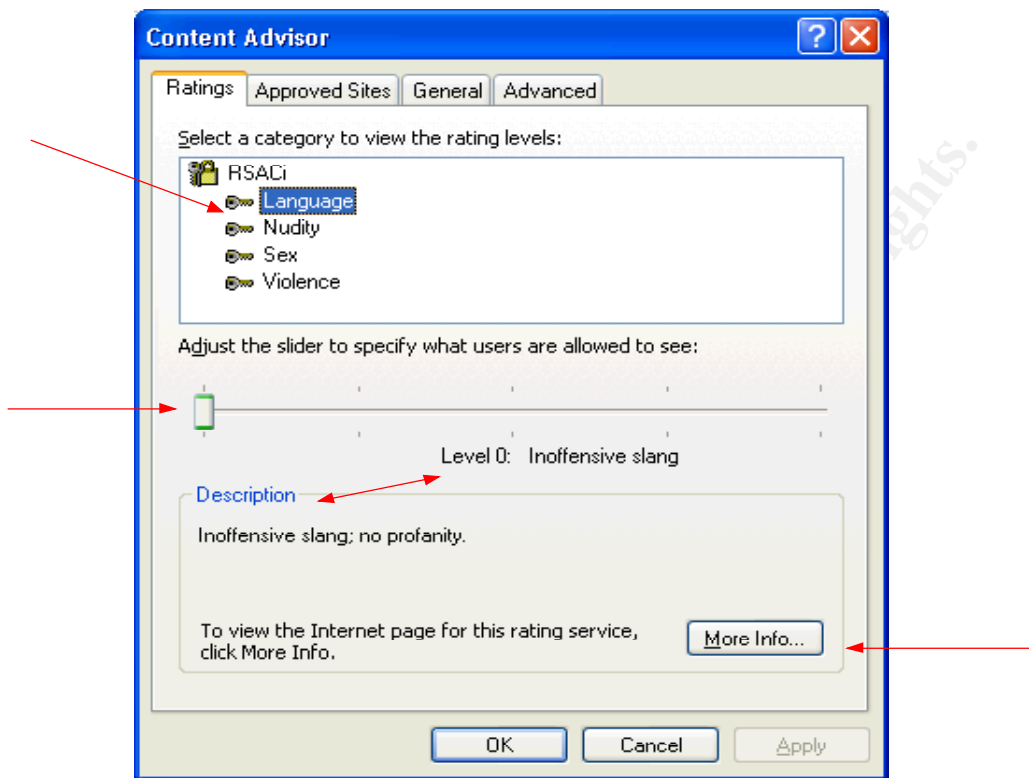 Content Advisor
Ratings Approved Sites General Advanced
Select a category to view the rating levels:
RSACi
Language
Nudity
Sex
Violence
Adjust the slider to specify what users are allowed to see:
Level 0: Inoffensive slang
Description
Inoffensive slang; no profanity.
To view the Internet page for this rating service,
click More Info.
More Info...
OK Cancel Apply